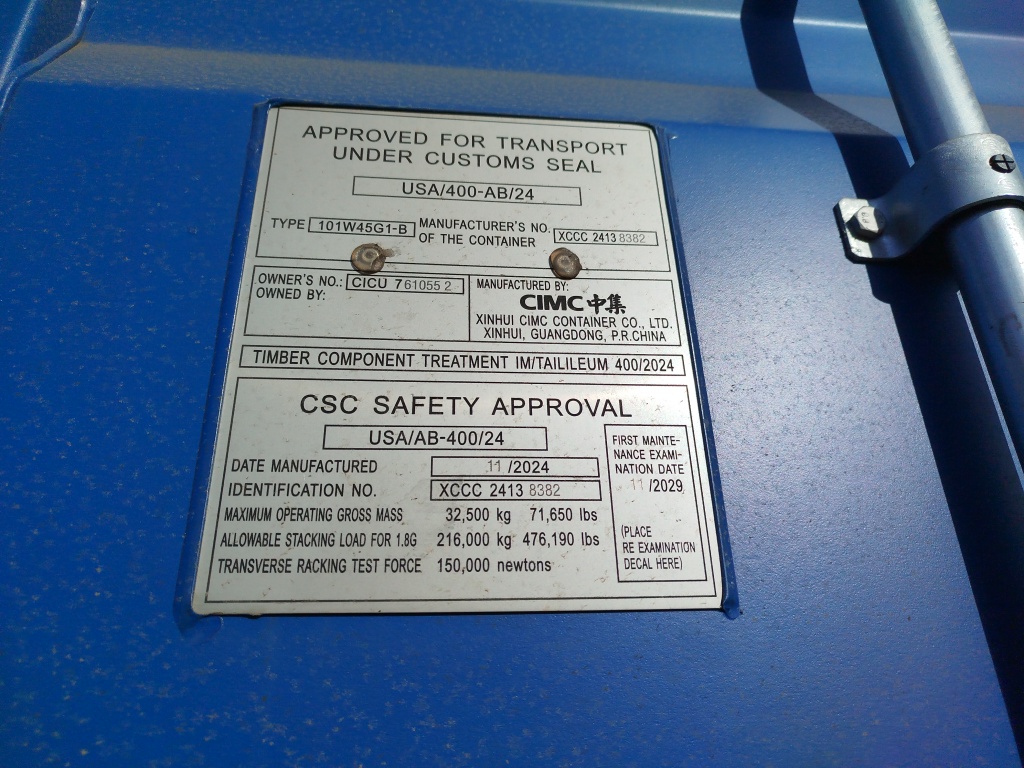 APPROVED FOR TRANSPORT
UNDER CUSTOMS SEAL
USA/400-AB/24
TYPE 101W45G1-B
MANUFACTURER'S NO.
OF THE CONTAINER XCCC 2413 8382
OWNER'S NO.: CICU 761055 2
OWNED BY:
MANUFACTURED BY:
CIMC 中集
XINHUI CIMC CONTAINER CO., LTD.
XINHUI, GUANGDONG, P.R.CHINA
TIMBER COMPONENT TREATMENT IM/TAILILEUM 400/2024
CSC SAFETY APPROVAL
USA/AB-400/24
DATE MANUFACTURED 11 /2024
IDENTIFICATION NO. XCCC 2413 8382
MAXIMUM OPERATING GROSS MASS 32,500 kg 71,650 lbs
ALLOWABLE STACKING LOAD FOR 1.8G 216,000 kg 476,190 lbs
TRANSVERSE RACKING TEST FORCE 150,000 newtons
FIRST MAINTE-
NANCE EXAMI-
NATION DATE
11 /2029
(PLACE
RE EXAMINATION
DECAL HERE)